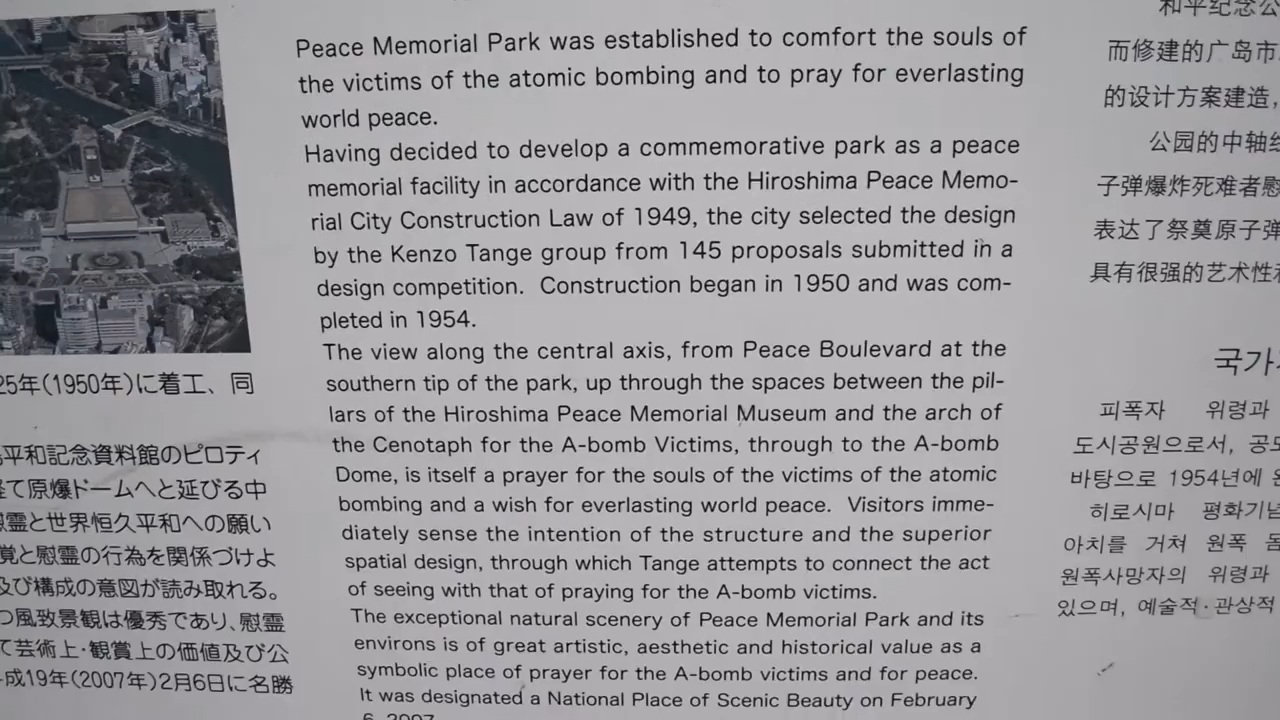 25年(1950年)に着工、同
平和記念資料館のピロティ
て原爆ドームへと延びる中
霊と世界恒久平和への願い
覚と慰霊の行為を関係づけよ
及び構成の意図が読み取れる。
つ風致景観は優秀であり、慰霊
て芸術上・観賞上の価値及び公
成19年(2007年)2月6日に名勝
Peace Memorial Park was established to comfort the souls of
the victims of the atomic bombing and to pray for everlasting
world peace.
Having decided to develop a commemorative park as a peace
memorial facility in accordance with the Hiroshima Peace Memo-
rial City Construction Law of 1949, the city selected the design
by the Kenzo Tange group from 145 proposals submitted in a
design competition.  Construction began in 1950 and was com-
pleted in 1954.
The view along the central axis, from Peace Boulevard at the
southern tip of the park, up through the spaces between the pil-
lars of the Hiroshima Peace Memorial Museum and the arch of
the Cenotaph for the A-bomb Victims, through to the A-bomb
Dome, is itself a prayer for the souls of the victims of the atomic
bombing and a wish for everlasting world peace.  Visitors imme-
diately sense the intention of the structure and the superior
spatial design, through which Tange attempts to connect the act
of seeing with that of praying for the A-bomb victims.
The exceptional natural scenery of Peace Memorial Park and its
environs is of great artistic, aesthetic and historical value as a
symbolic place of prayer for the A-bomb victims and for peace.
It was designated a National Place of Scenic Beauty on February
6, 2007
和平纪念公
而修建的广岛市
的设计方案建造，
公园的中轴线
子弹爆炸死难者慰
表达了祭奠原子弹
具有很强的艺术性和
국가
피폭자 위령과
도시공원으로서, 공모
바탕으로 1954년에 완
히로시마 평화기념
아치를 거쳐 원폭 돔
원폭사망자의 위령과
있으며, 예술적·관상적